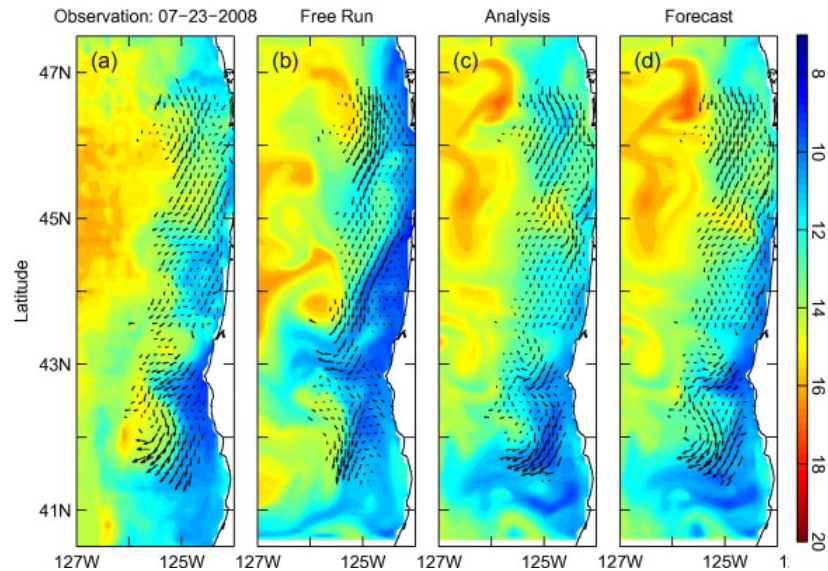 Observation: 07−23−2008 Free Run Analysis Forecast
(a) (b) (c) (d)
47N
45N
43N
41N
Latitude
127W 125W 127W 125W 127W 125W 127W 125W 1
8
10
12
14
16
18
20